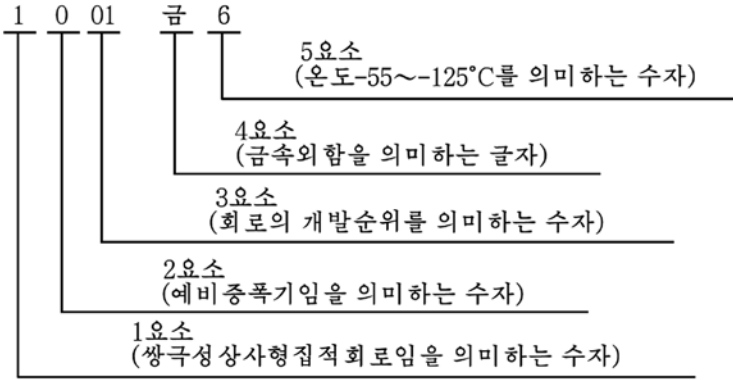 1 0 01 금 6
5요소
(온도-55~-125°C를 의미하는 수자)
4요소
(금속외함을 의미하는 글자)
3요소
(회로의 개발순위를 의미하는 수자)
2요소
(예비증폭기임을 의미하는 수자)
1요소
(쌍극성상사형집적회로임을 의미하는 수자)